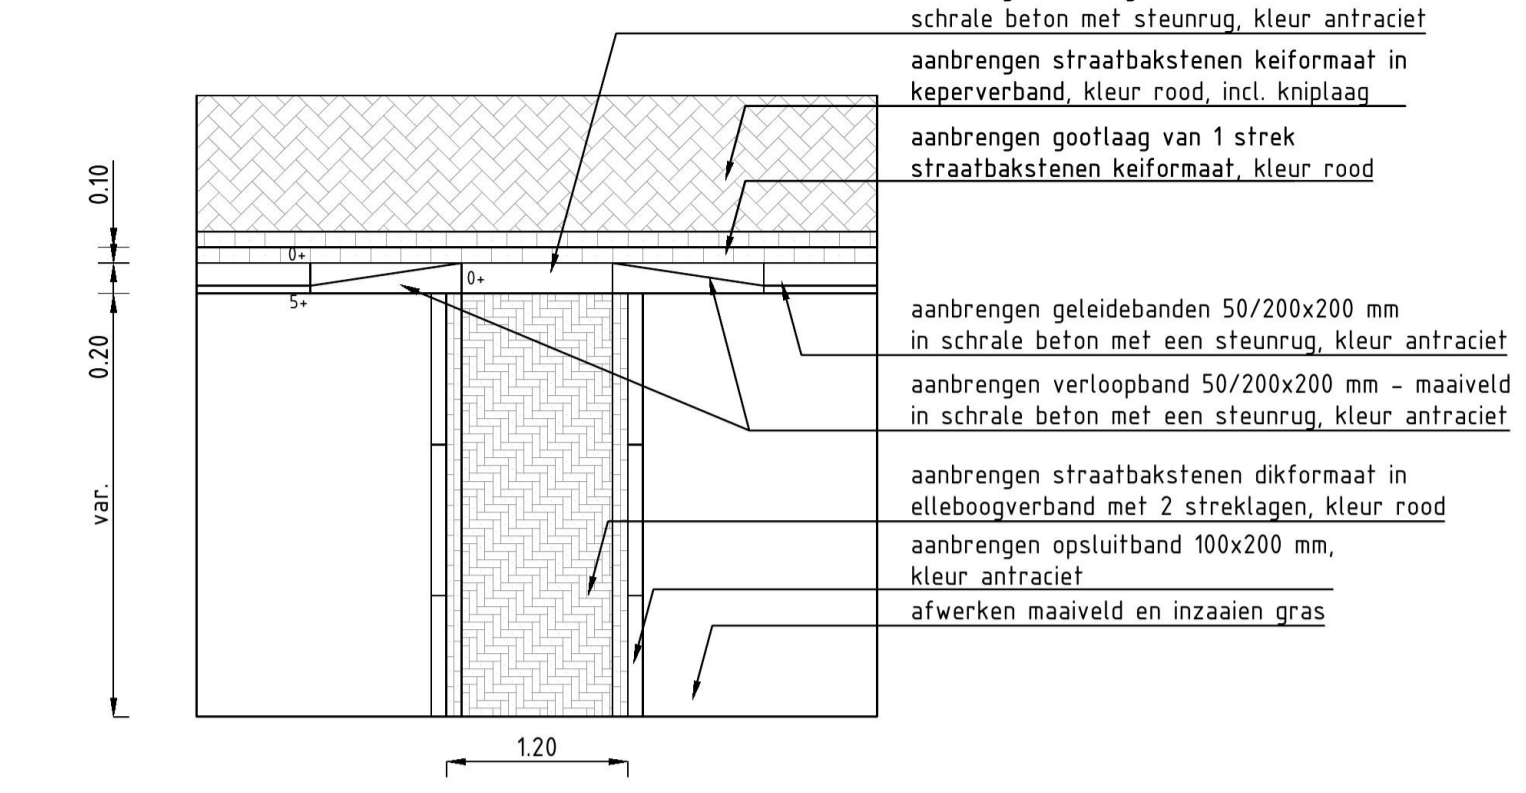 schrale beton met steunrug, kleur antraciet
aanbrengen straatbakstenen keiformaat in
keperverband, kleur rood, incl. kniplaag
aanbrengen gootlaag van 1 strek
straatbakstenen keiformaat, kleur rood
0.10
0+
0+
5+
aanbrengen geleidebanden 50/200x200 mm
in schrale beton met een steunrug, kleur antraciet
0.20
aanbrengen verloopband 50/200x200 mm – maaiveld
in schrale beton met een steunrug, kleur antraciet
aanbrengen straatbakstenen dikformaat in
elleboogverband met 2 streklagen, kleur rood
var.
aanbrengen opsluitband 100x200 mm,
kleur antraciet
afwerken maaiveld en inzaaien gras
1.20